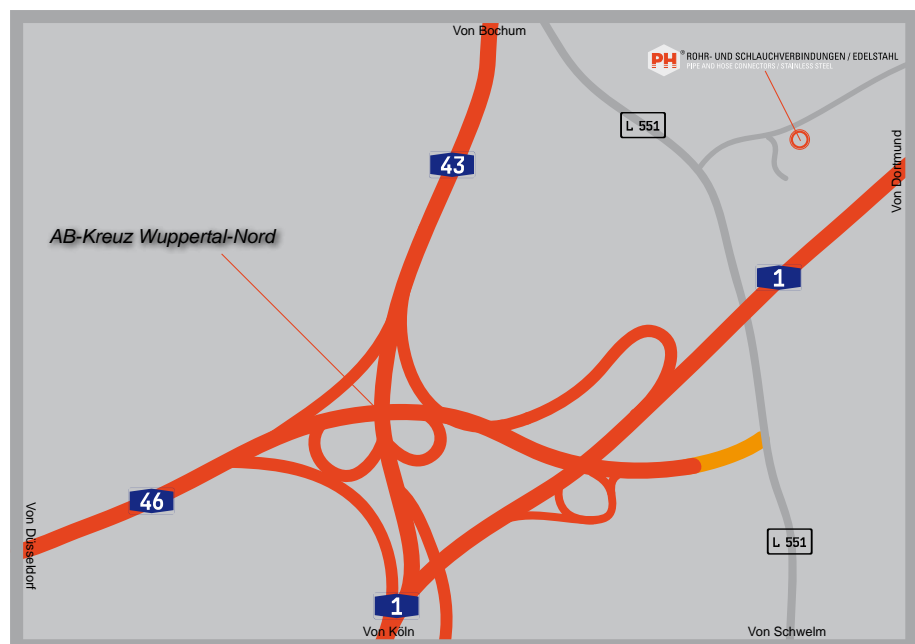 Von Bochum
PH® ROHR- UND SCHLAUCHVERBINDUNGEN / EDELSTAHL
PIPE AND HOSE CONNECTORS / STAINLESS STEEL
L 551
43
Von Dortmund
AB-Kreuz Wuppertal-Nord
1
46
Von Düsseldorf
L 551
1
Von Köln
Von Schwelm